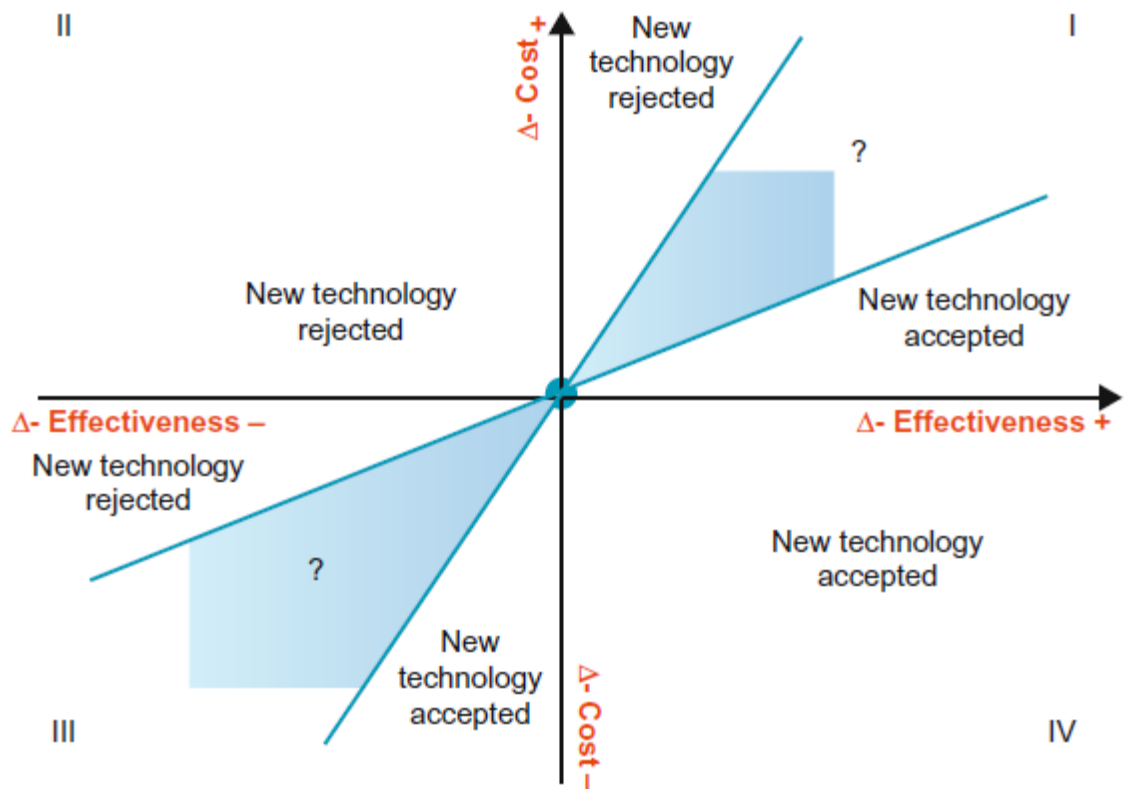 II
I
New
technology
rejected
Δ- Cost +
?
New technology
rejected
New technology
accepted
Δ- Effectiveness –
Δ- Effectiveness +
New technology
rejected
New technology
accepted
?
New
technology
accepted
Δ- Cost –
III
IV